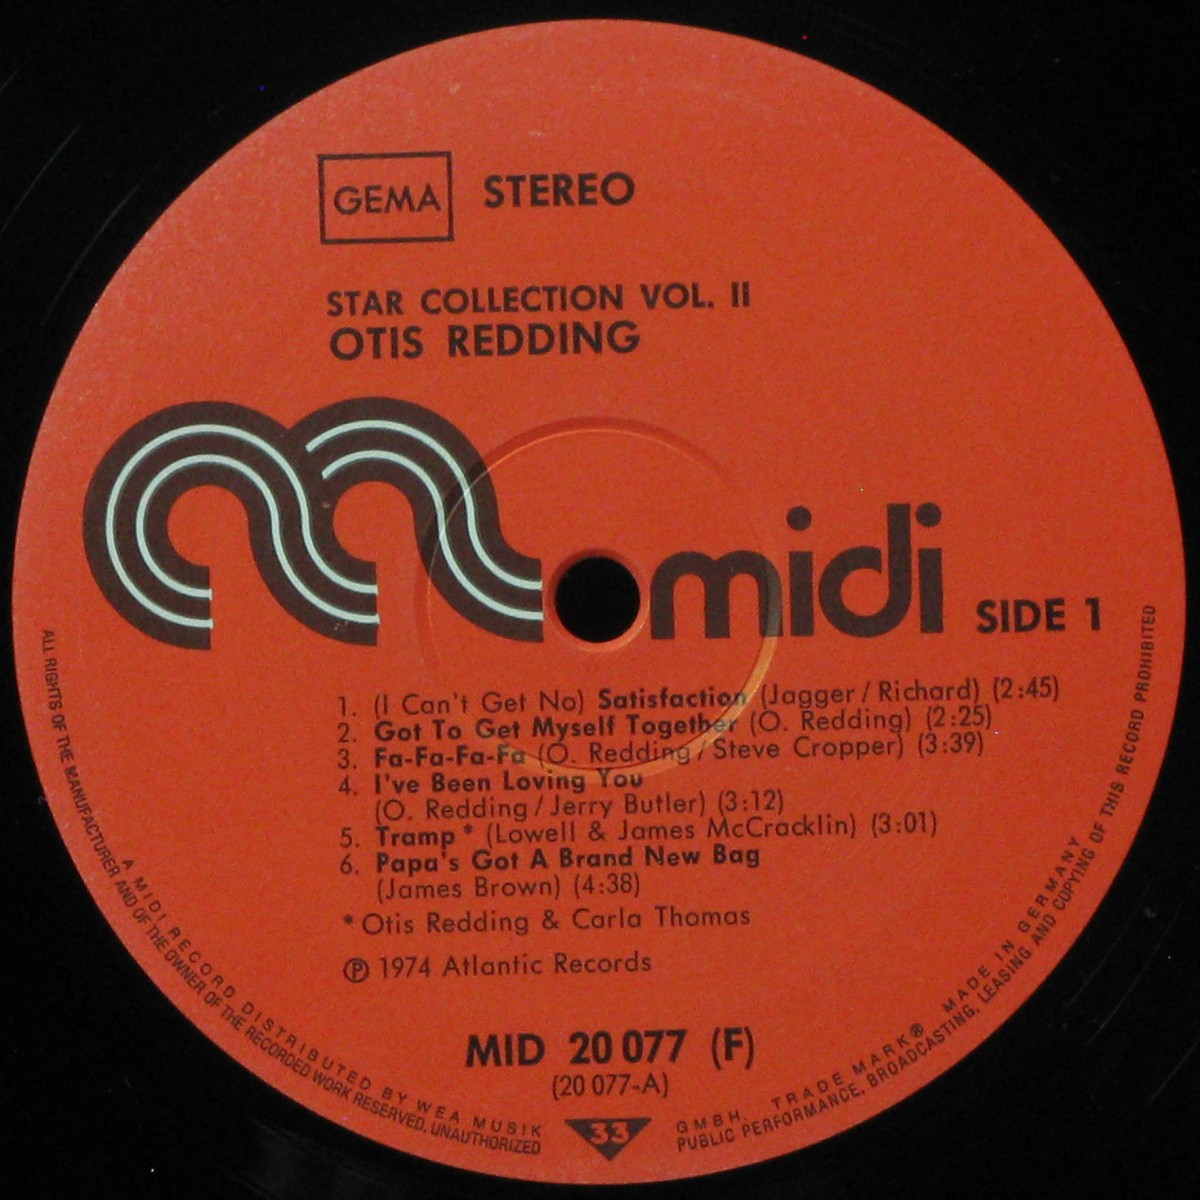 GEMA STEREO
STAR COLLECTION VOL. II
OTIS REDDING
midi SIDE 1
1. (I Can't Get No) Satisfaction (Jagger / Richard) (2:45)
2. Got To Get Myself Together (O. Redding) (2:25)
3. Fa-Fa-Fa-Fa (O. Redding / Steve Cropper) (3:39)
4. I've Been Loving You
(O. Redding / Jerry Butler) (3:12)
5. Tramp * (Lowell & James McCracklin) (3:01)
6. Papa's Got A Brand New Bag
(James Brown) (4:38)
* Otis Redding & Carla Thomas
℗ 1974 Atlantic Records
MID 20 077 (F)
(20 077-A)
33
A MIDI RECORD DISTRIBUTED BY WEA MUSIK GMBH. TRADE MARK® MADE IN GERMANY
ALL RIGHTS OF THE MANUFACTURER AND OF THE OWNER OF THE RECORDED WORK RESERVED. UNAUTHORIZED PUBLIC PERFORMANCE, BROADCASTING, LEASING AND COPYING OF THIS RECORD PROHIBITED